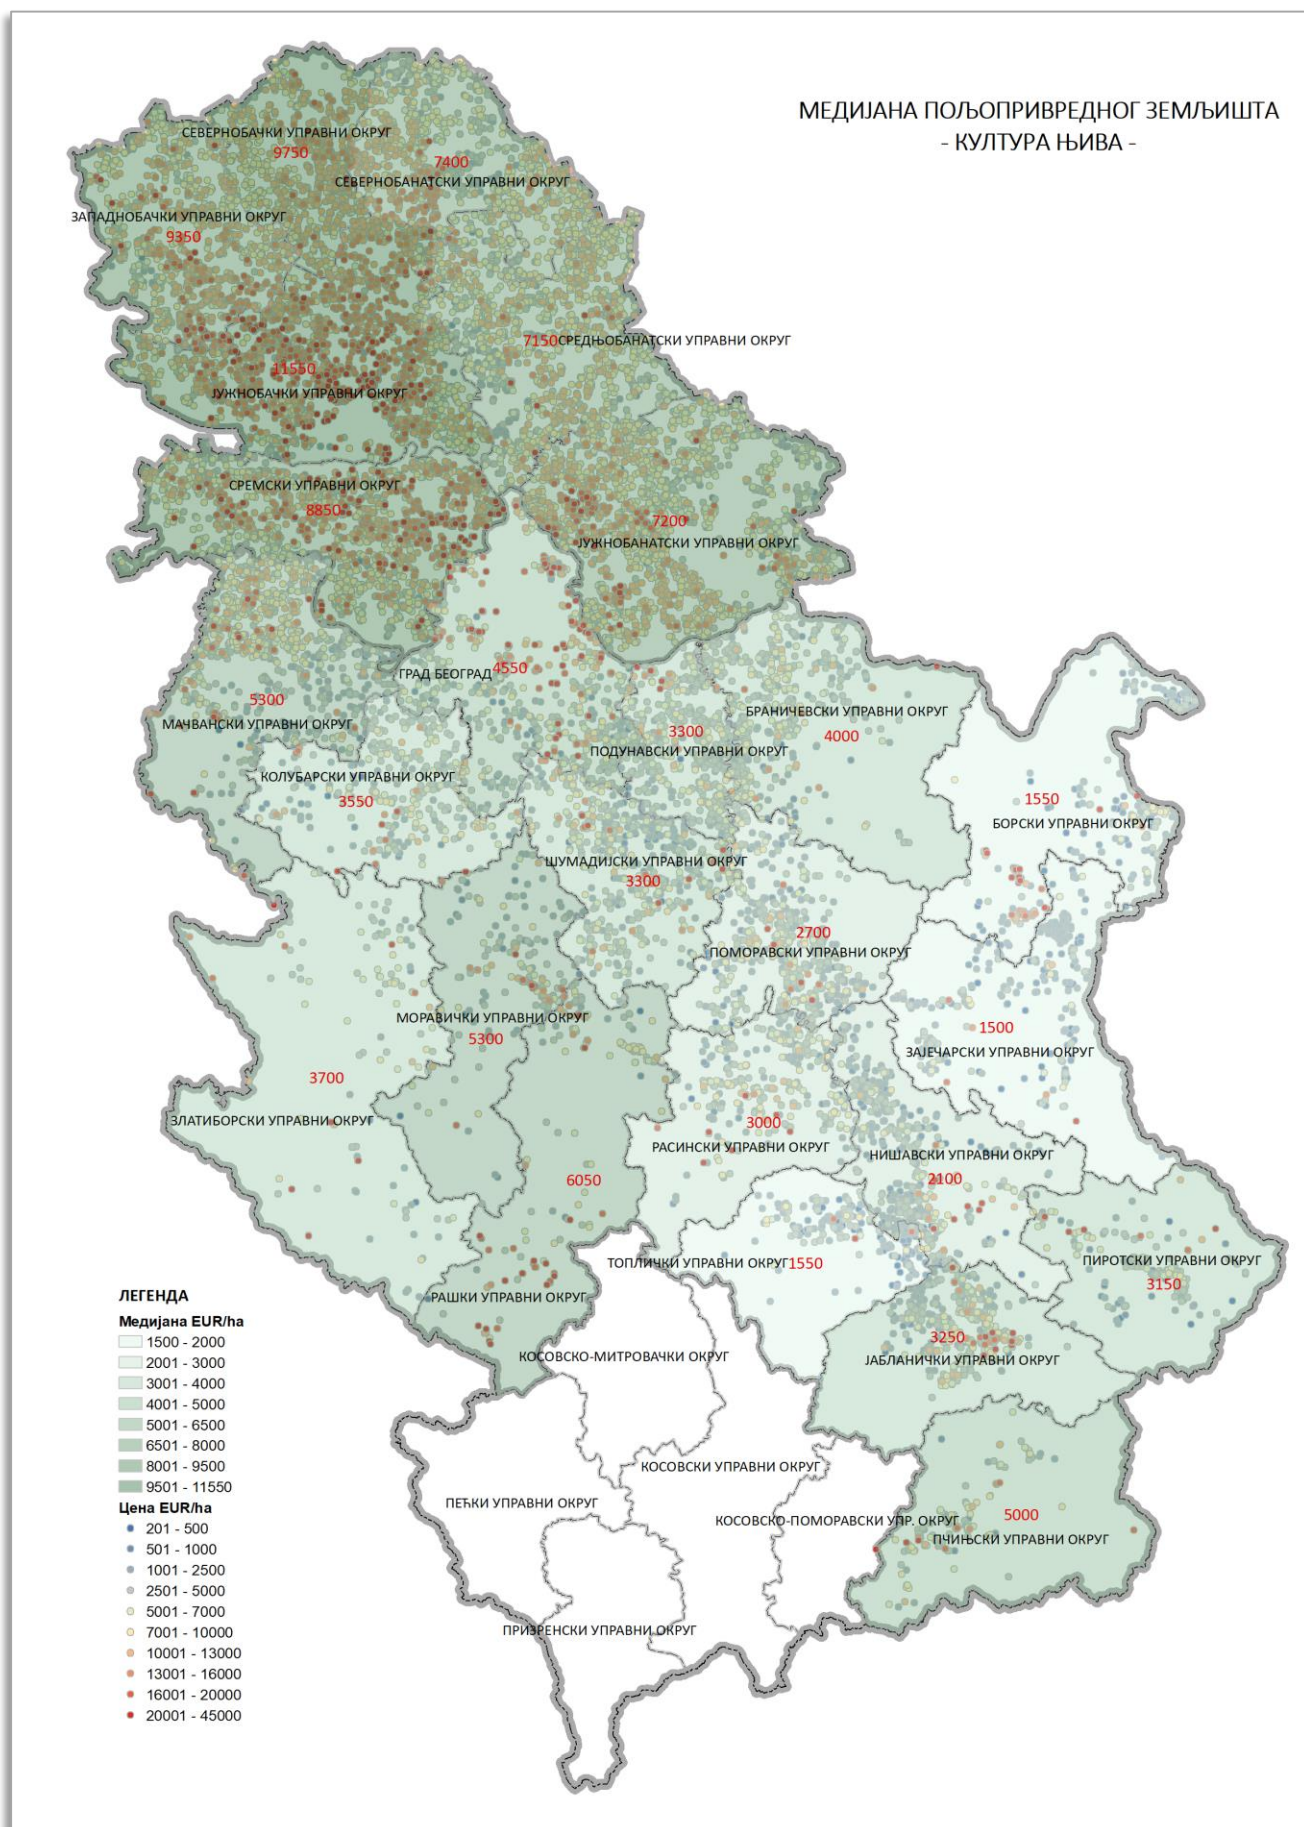 МЕДИЈАНА ПОЉОПРИВРЕДНОГ ЗЕМЉИШТА
- КУЛТУРА ЊИВА -
СЕВЕРНОБАЧКИ УПРАВНИ ОКРУГ
9750
7400
СЕВЕРНОБАНАТСКИ УПРАВНИ ОКРУГ
ЗАПАДНОБАЧКИ УПРАВНИ ОКРУГ
9350
7150 СРЕДЊОБАНАТСКИ УПРАВНИ ОКРУГ
11550
ЈУЖНОБАЧКИ УПРАВНИ ОКРУГ
СРЕМСКИ УПРАВНИ ОКРУГ
8850
7200
ЈУЖНОБАНАТСКИ УПРАВНИ ОКРУГ
ГРАД БЕОГРАД 4550
5300
МАЧВАНСКИ УПРАВНИ ОКРУГ
БРАНИЧЕВСКИ УПРАВНИ ОКРУГ
4000
3300
ПОДУНАВСКИ УПРАВНИ ОКРУГ
КОЛУБАРСКИ УПРАВНИ ОКРУГ
3550
1550
БОРСКИ УПРАВНИ ОКРУГ
ШУМАДИЈСКИ УПРАВНИ ОКРУГ
3300
2700
ПОМОРАВСКИ УПРАВНИ ОКРУГ
МОРАВИЧКИ УПРАВНИ ОКРУГ
5300
1500
ЗАЈЕЧАРСКИ УПРАВНИ ОКРУГ
3700
ЗЛАТИБОРСКИ УПРАВНИ ОКРУГ
3000
РАСИНСКИ УПРАВНИ ОКРУГ
НИШАВСКИ УПРАВНИ ОКРУГ
2100
6050
РАШКИ УПРАВНИ ОКРУГ
ТОПЛИЧКИ УПРАВНИ ОКРУГ 1550
ПИРОТСКИ УПРАВНИ ОКРУГ
3150
3250
ЈАБЛАНИЧКИ УПРАВНИ ОКРУГ
КОСОВСКО-МИТРОВАЧКИ ОКРУГ
КОСОВСКИ УПРАВНИ ОКРУГ
ПЕЋКИ УПРАВНИ ОКРУГ
КОСОВСКО-ПОМОРАВСКИ УПР. ОКРУГ
5000
ПЧИЊСКИ УПРАВНИ ОКРУГ
ПРИЗРЕНСКИ УПРАВНИ ОКРУГ
ЛЕГЕНДА
Медијана EUR/ha
1500 - 2000
2001 - 3000
3001 - 4000
4001 - 5000
5001 - 6500
6501 - 8000
8001 - 9500
9501 - 11550
Цена EUR/ha
201 - 500
501 - 1000
1001 - 2500
2501 - 5000
5001 - 7000
7001 - 10000
10001 - 13000
13001 - 16000
16001 - 20000
20001 - 45000